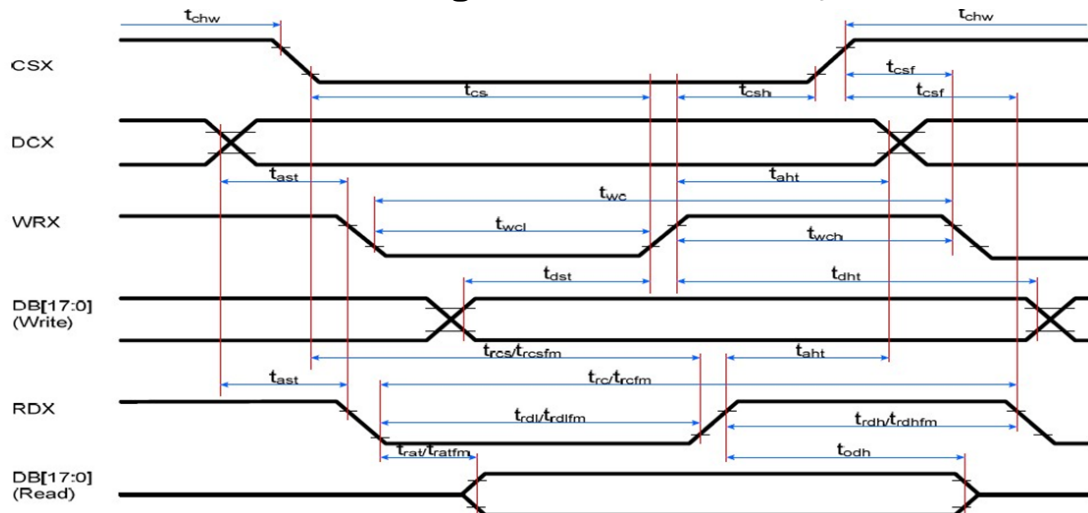 tchw tchw
CSX
tcsf
tcs tcsh tcsf
DCX
tast taht
twc
WRX
twcl twch
tdst tdht
DB[17:0]
(Write)
trcs/trcsfm taht
tast trc/trcfm
RDX
trdl/trdlfm trdh/trdhfm
trat/tratfm todh
DB[17:0]
(Read)